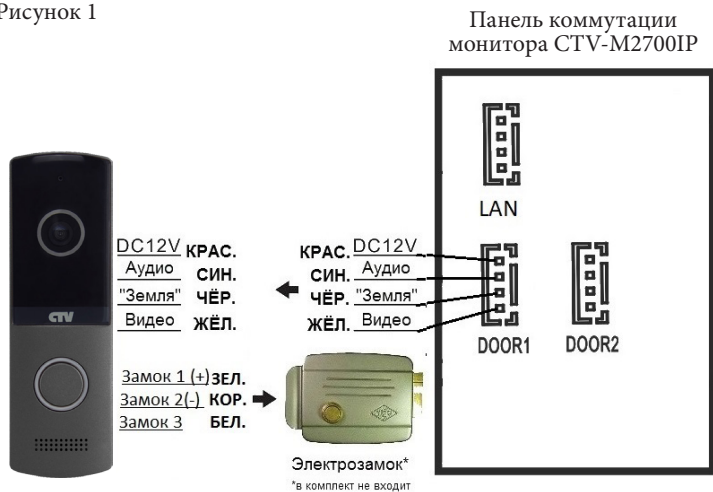 Рисунок 1
Панель коммутации
монитора CTV-M2700IP
LAN
DC12V КРАС.
Аудио СИН.
"Земля" ЧЁР.
Видео ЖЁЛ.
КРАС. DC12V
СИН. Аудио
ЧЁР. "Земля"
ЖЁЛ. Видео
DOOR1
DOOR2
CTV
Замок 1 (+) ЗЕЛ.
Замок 2(-) КОР.
Замок 3 БЕЛ.
Электрозамок*
*в комплект не входит